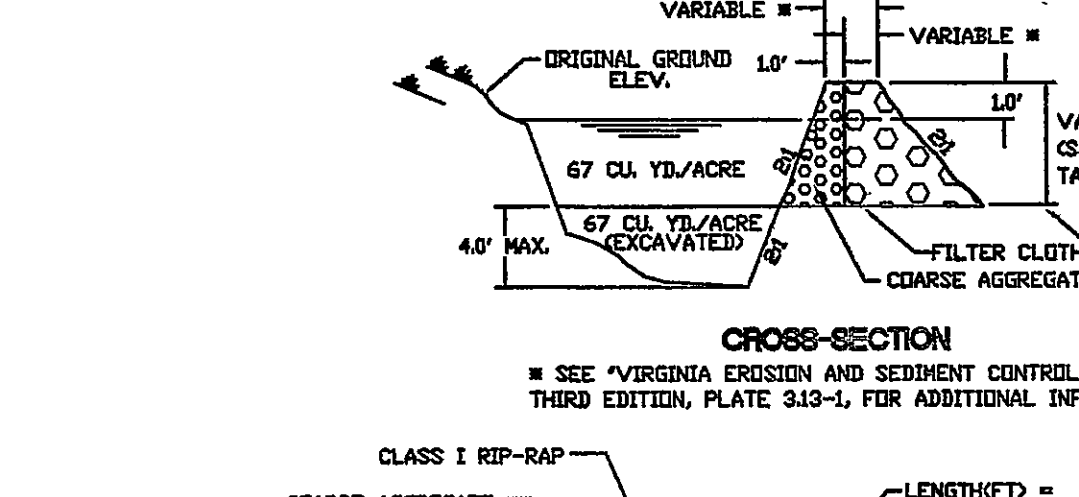 VARIABLE *
VARIABLE *
ORIGINAL GROUND
ELEV.
1.0'
1.0'
2:1
2:1
67 CU. YD./ACRE
67 CU. YD./ACRE
(EXCAVATED)
4.0' MAX.
2:1
FILTER CLOTH
COARSE AGGREGAT
CROSS-SECTION
* SEE "VIRGINIA EROSION AND SEDIMENT CONTROL
THIRD EDITION, PLATE 3.13-1, FOR ADDITIONAL INF
CLASS I RIP-RAP
LENGTH(FT) =